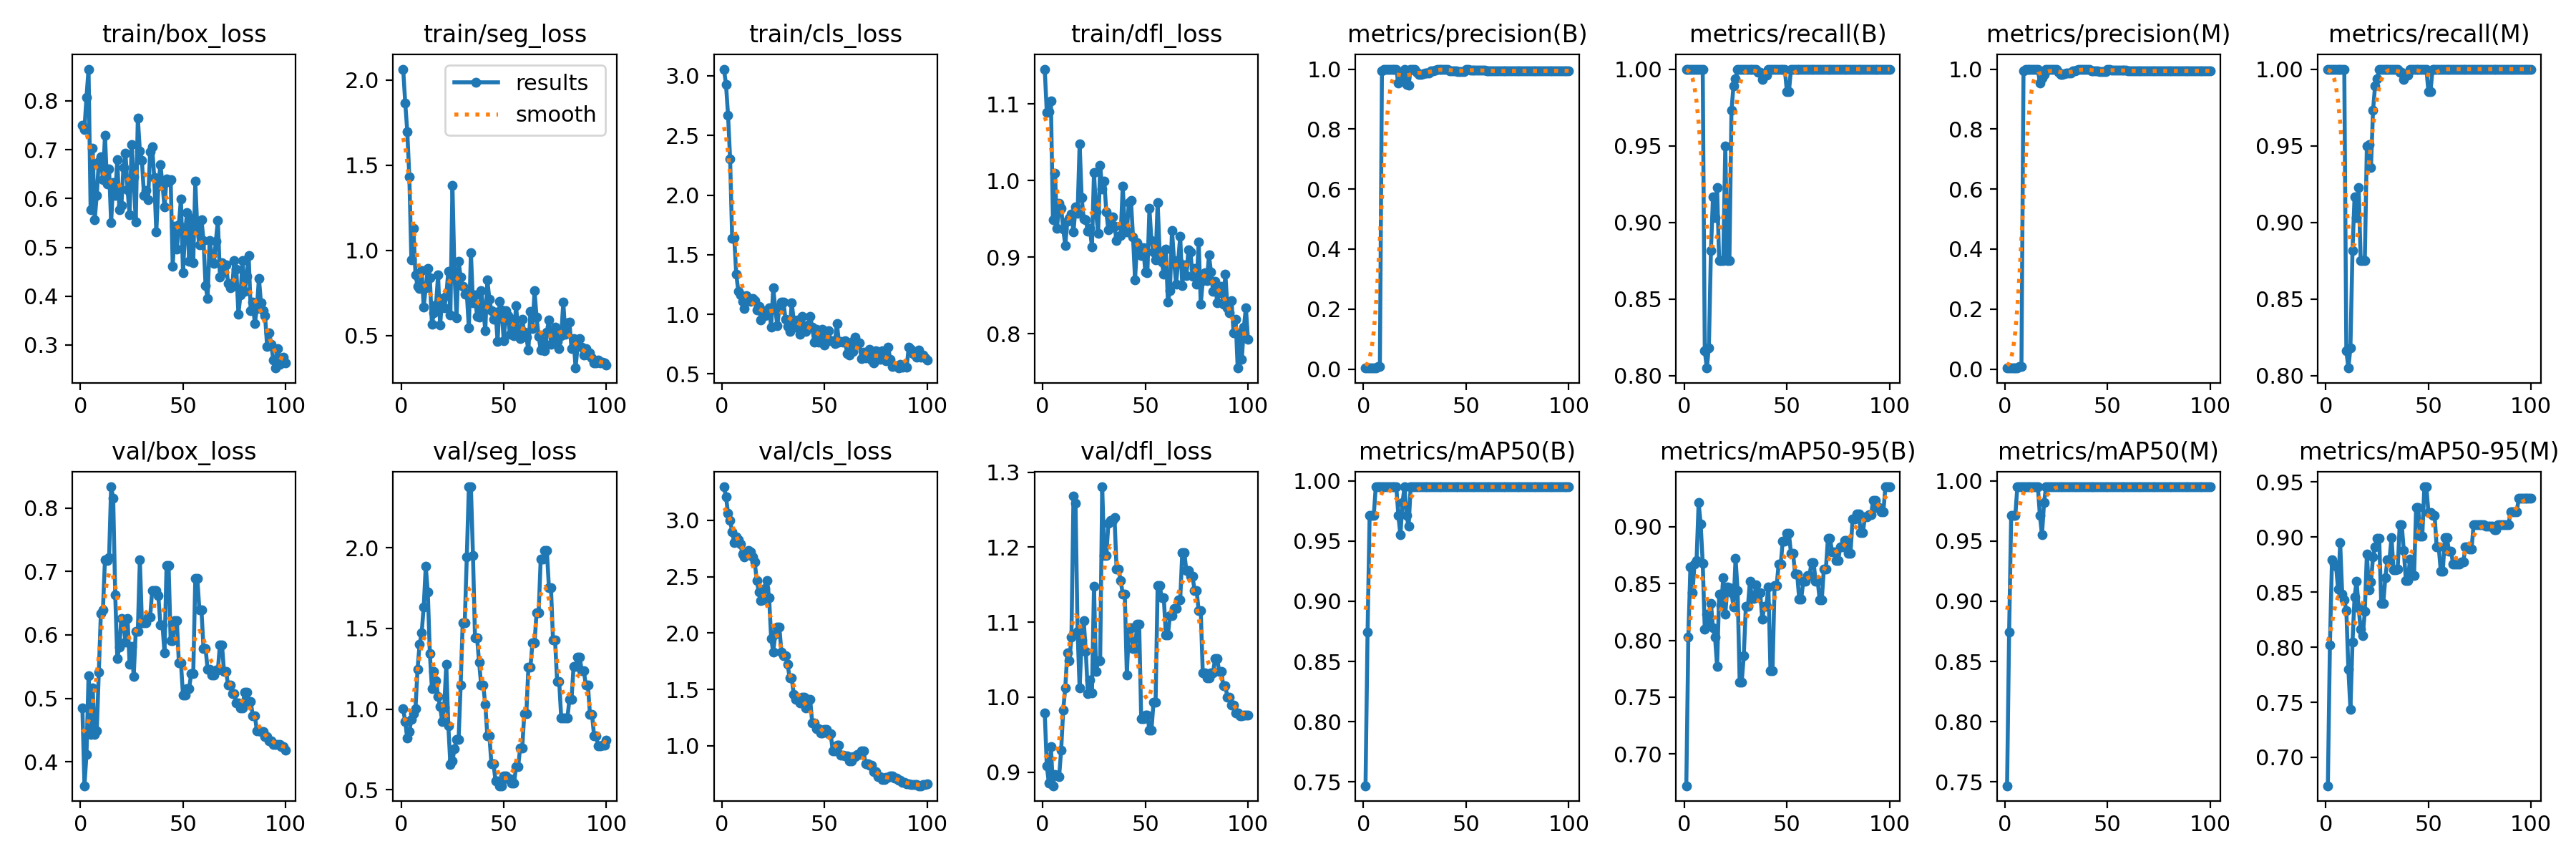 train/box_loss
train/seg_loss
train/cls_loss
train/dfl_loss
metrics/precision(B)
metrics/recall(B)
metrics/precision(M)
metrics/recall(M)
results
smooth
0.8
0.7
0.6
0.5
0.4
0.3
0 50 100
2.0
1.5
1.0
0.5
0 50 100
3.0
2.5
2.0
1.5
1.0
0.5
0 50 100
1.1
1.0
0.9
0.8
0 50 100
1.0
0.8
0.6
0.4
0.2
0.0
0 50 100
1.00
0.95
0.90
0.85
0.80
0 50 100
1.0
0.8
0.6
0.4
0.2
0.0
0 50 100
1.00
0.95
0.90
0.85
0.80
0 50 100
val/box_loss
val/seg_loss
val/cls_loss
val/dfl_loss
metrics/mAP50(B)
metrics/mAP50-95(B)
metrics/mAP50(M)
metrics/mAP50-95(M)
0.8
0.7
0.6
0.5
0.4
0 50 100
2.0
1.5
1.0
0.5
0 50 100
3.0
2.5
2.0
1.5
1.0
0 50 100
1.3
1.2
1.1
1.0
0.9
0 50 100
1.00
0.95
0.90
0.85
0.80
0.75
0 50 100
0.90
0.85
0.80
0.75
0.70
0 50 100
1.00
0.95
0.90
0.85
0.80
0.75
0 50 100
0.95
0.90
0.85
0.80
0.75
0.70
0 50 100